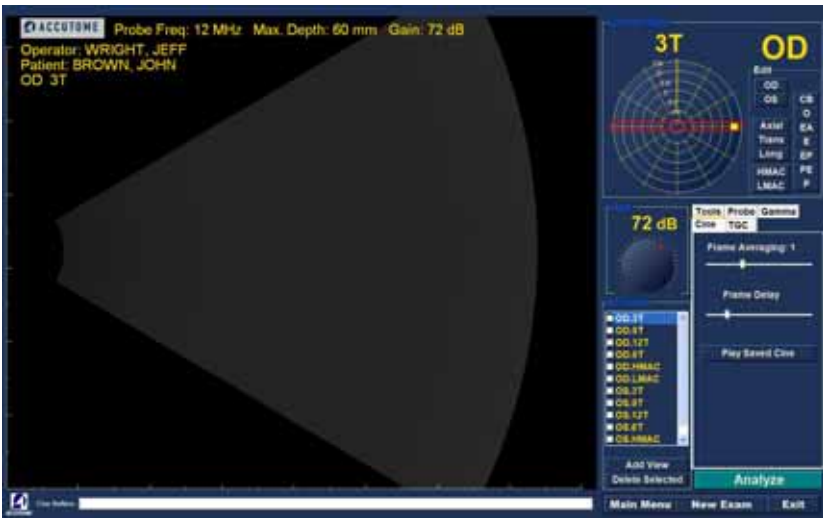 ACCUTOME Probe Freq: 12 MHz Max. Depth: 60 mm Gain: 72 dB
Operator: WRIGHT, JEFF
Patient: BROWN, JOHN
OD 3T
3T
OD
Edit
OD
OS
CB
O
Axial
EA
Trans
E
Long
EP
HMAC
PE
LMAC
P
72 dB
Tools Probe Gamma
Cine TGC
Frame Averaging: 1
Frame Delay
Play Saved Cine
OD.3T
OD.9T
OD.12T
OD.6T
OD.HMAC
OD.LMAC
OS.3T
OS.9T
OS.12T
OS.6T
OS.HMAC
Add View
Delete Selected
Analyze
Cine Buffers
Main Menu New Exam Exit